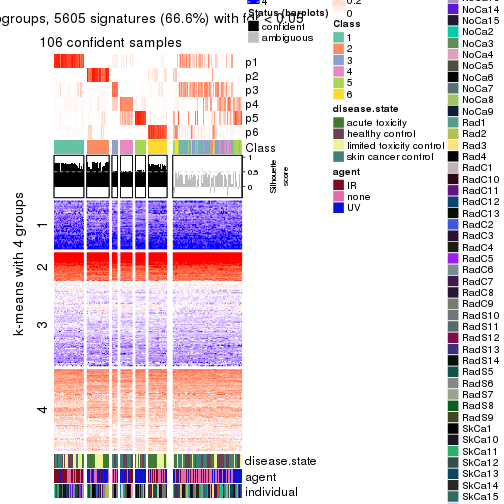 ogroups, 5605 signatures (66.6%) with fdr < 0.05
106 confident samples
p1
p2
p3
p4
p5
p6
Class
1
0.5
0
Silhouette
score
k-means with 4 groups
1
2
3
4
disease.state
agent
individual
4
Status (barplots)
confident
ambiguous
0.2
0
Class
1
2
3
4
5
6
disease.state
acute toxicity
healthy control
limited toxicity control
skin cancer control
agent
IR
none
UV
NoCa14
NoCa15
NoCa2
NoCa3
NoCa4
NoCa5
NoCa6
NoCa7
NoCa8
NoCa9
Rad1
Rad2
Rad3
Rad4
RadC1
RadC10
RadC11
RadC12
RadC13
RadC2
RadC3
RadC4
RadC5
RadC6
RadC7
RadC8
RadC9
RadS10
RadS11
RadS12
RadS13
RadS14
RadS5
RadS6
RadS7
RadS8
RadS9
SkCa1
SkCa10
SkCa11
SkCa12
SkCa13
SkCa14
SkCa15